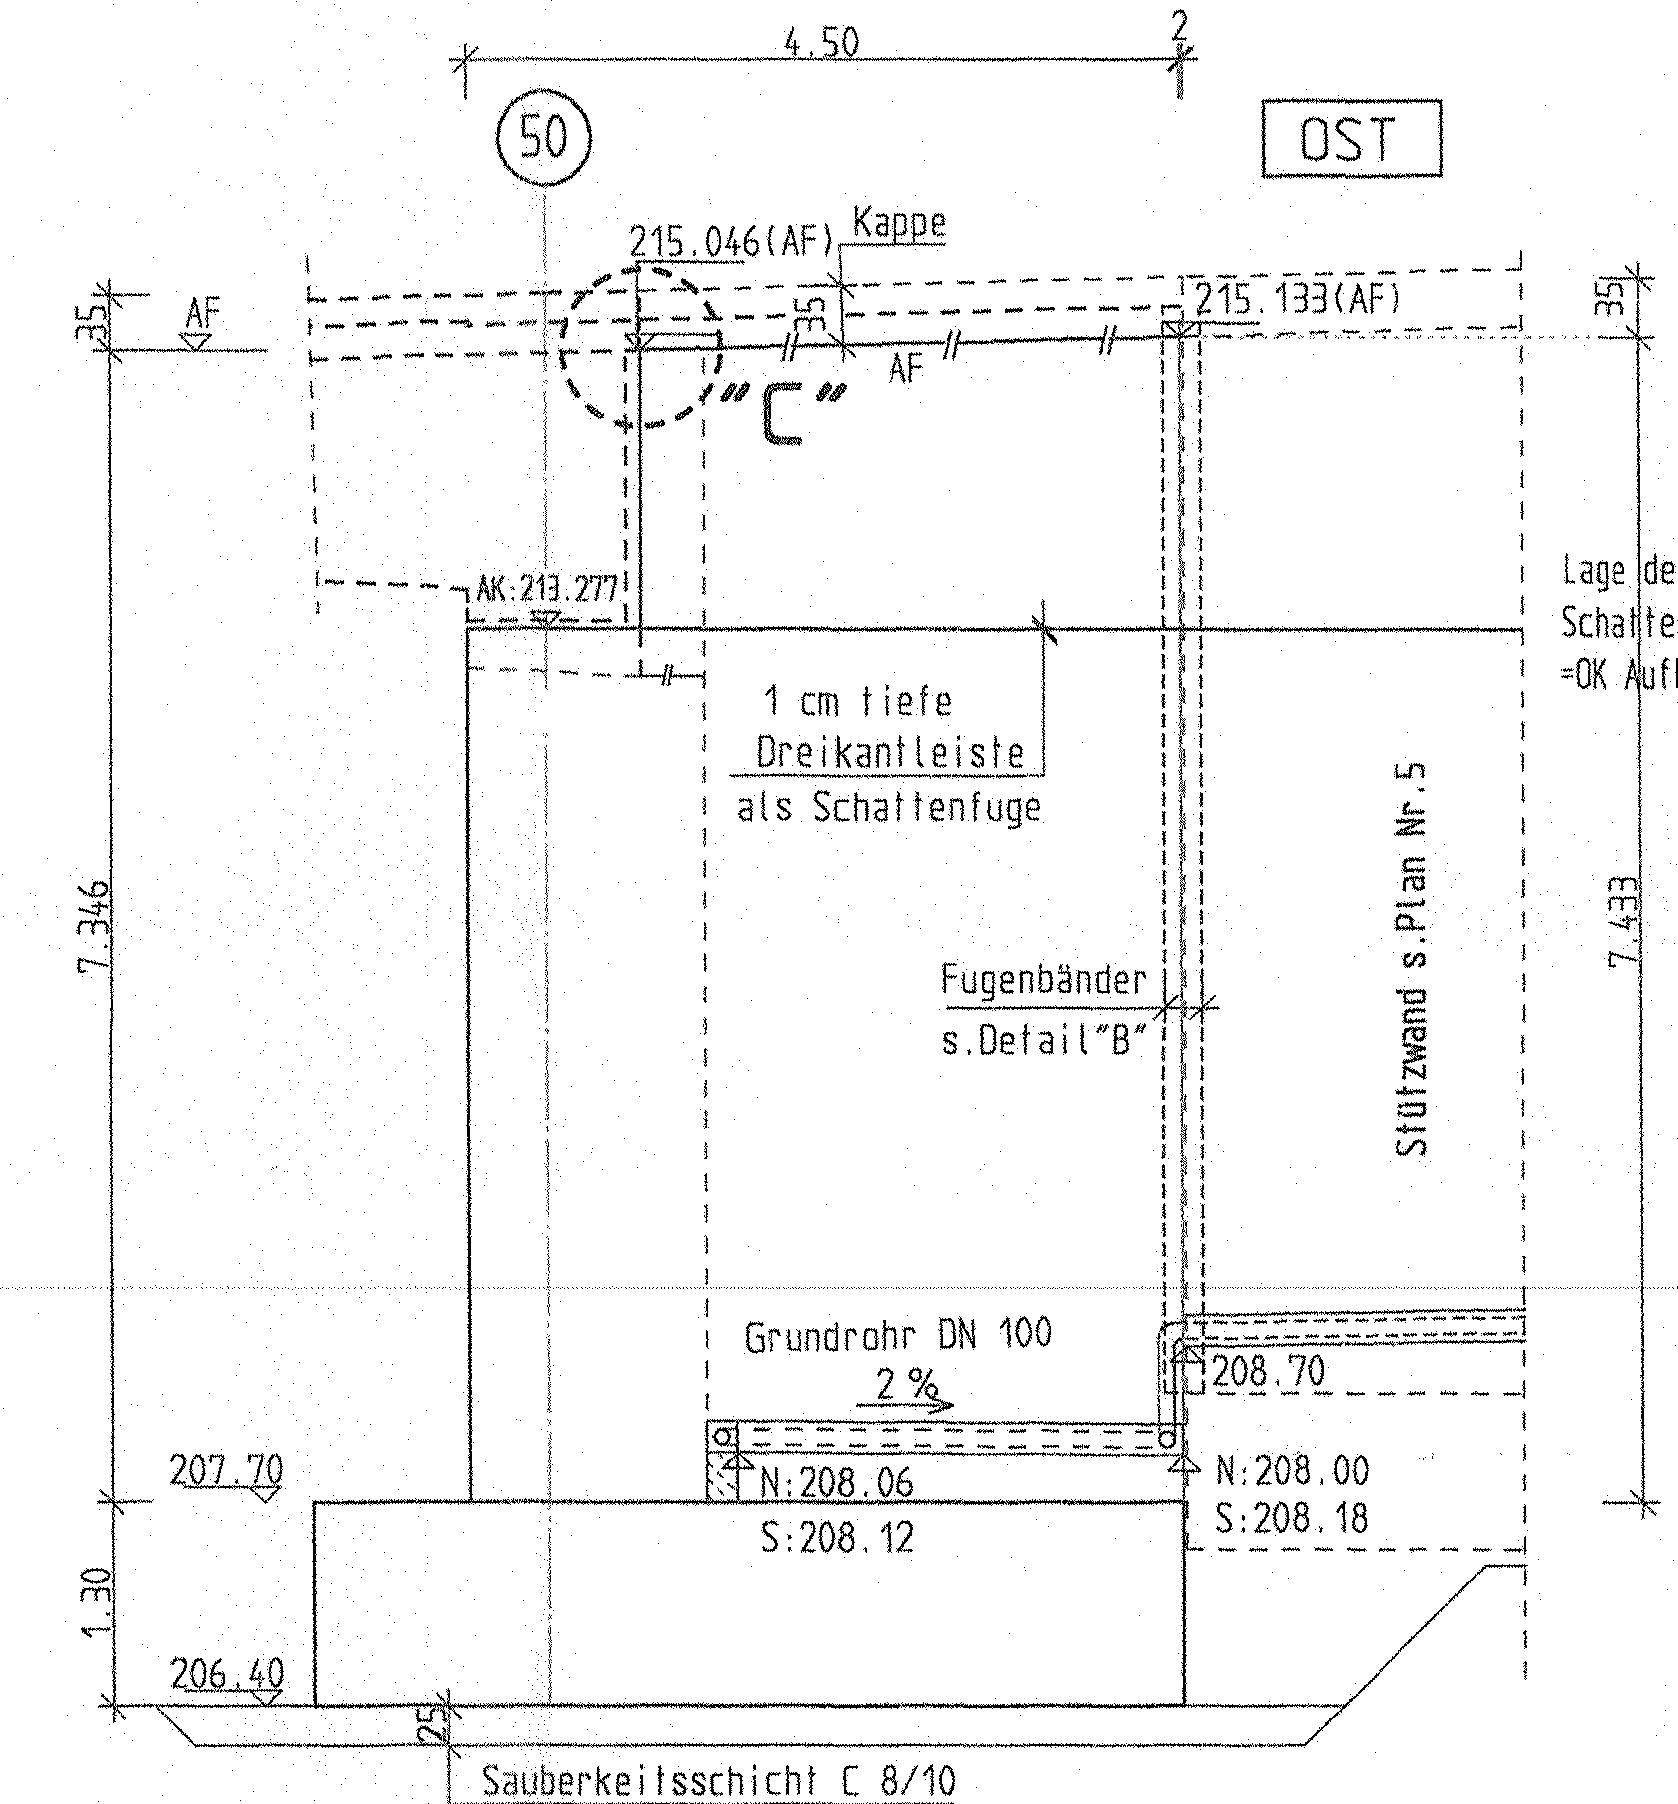 4.50
2
50
OST
215.046(AF)
Kappe
35
AF
35
215.133(AF)
35
AF
"C"
AK:213.277
Lage de
Schatte
=OK Aufl
1 cm tiefe
Dreikantleiste
als Schattenfuge
7.346
Stützwand s.Plan Nr.5
7.433
Fugenbänder
s.Detail"B"
Grundrohr DN 100
2 %
208.70
207.70
N:208.06
S:208.12
N:208.00
S:208.18
1.30
206.40
25
Sauberkeitsschicht C 8/10